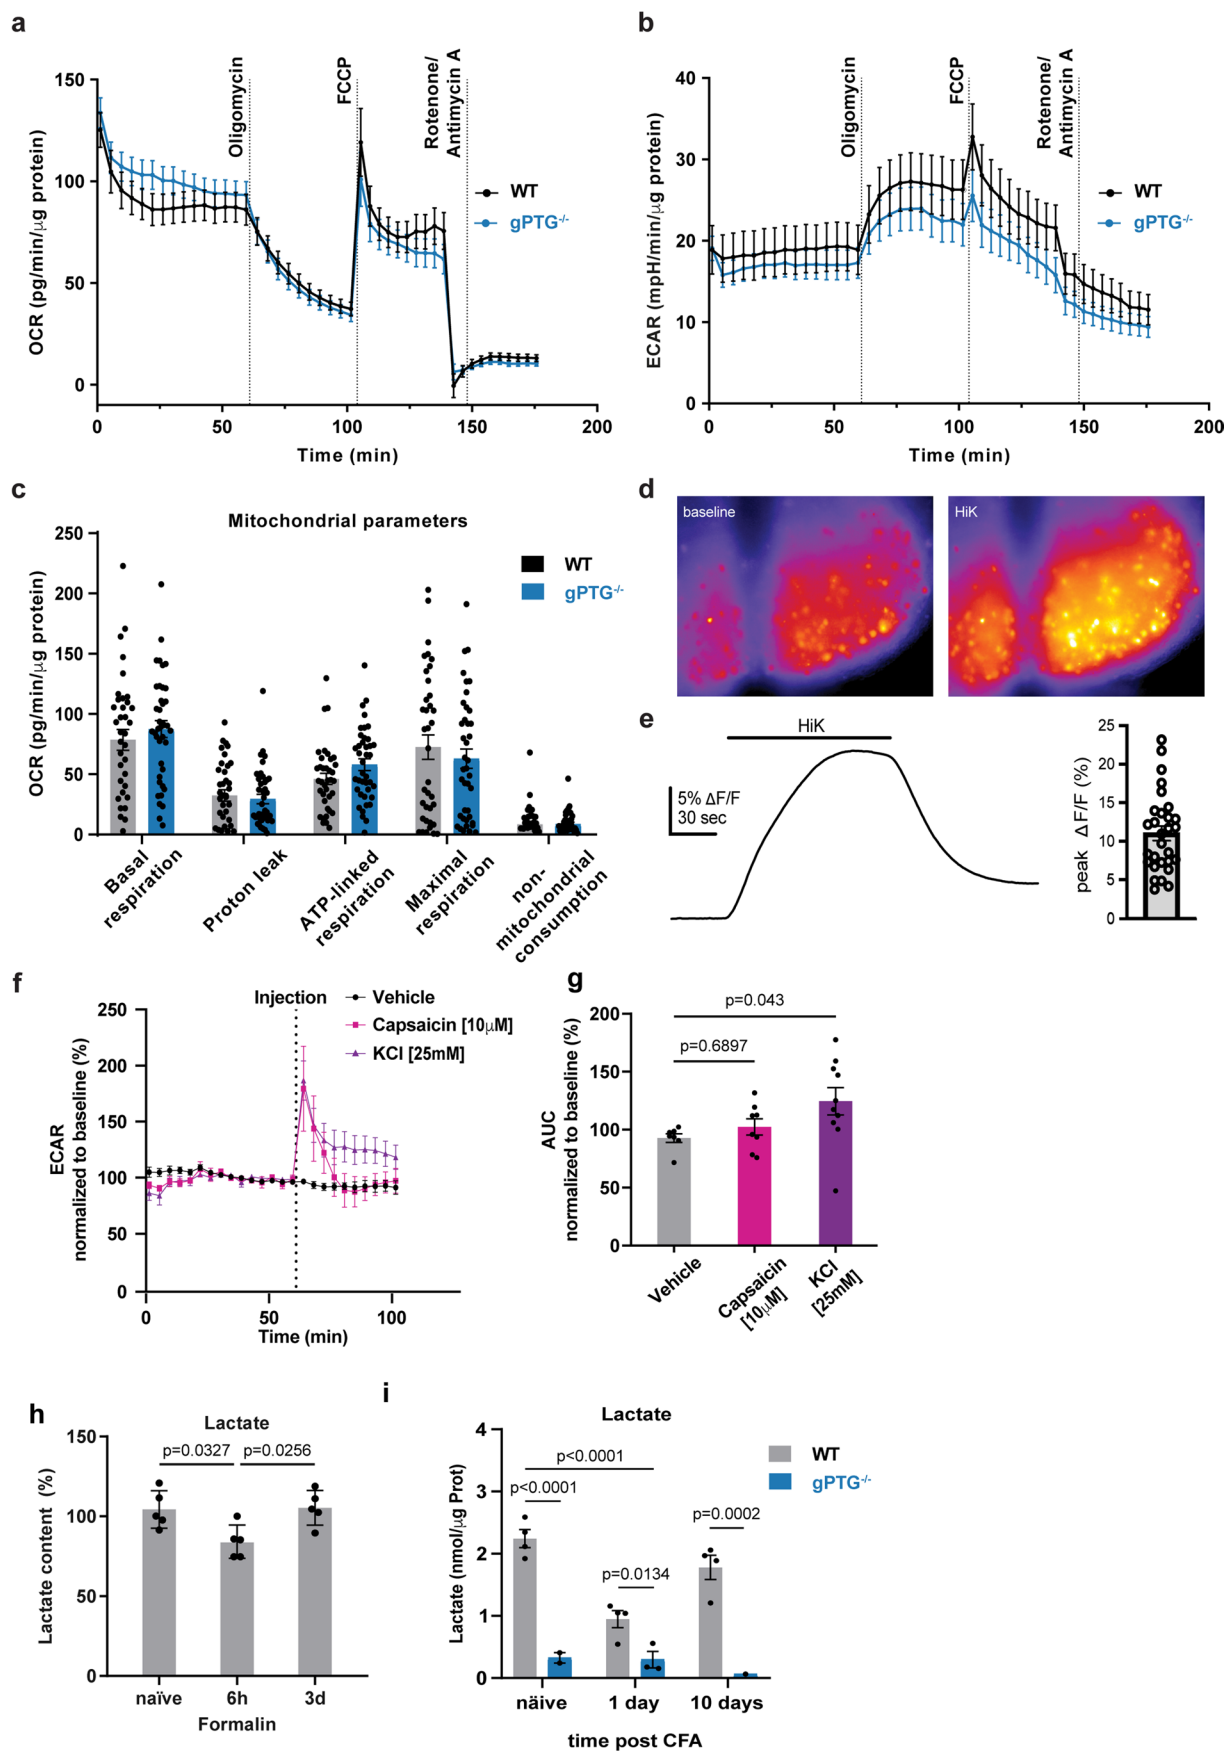 a
150
100
50
0
OCR (pg/min/μg protein)
Oligomycin
FCCP
Rotenone/
Antimycin A
WT
gPTG-/-
0
50
100
150
200
Time (min)
b
40
30
20
10
0
ECAR (mpH/min/μg protein)
Oligomycin
FCCP
Rotenone/
Antimycin A
WT
gPTG-/-
0
50
100
150
200
Time (min)
c
Mitochondrial parameters
250
200
150
100
50
0
OCR (pg/min/μg protein)
WT
gPTG-/-
Basal
respiration
Proton leak
ATP-linked
respiration
Maximal
respiration
non-
mitochondrial
consumption
d
baseline
HiK
e
HiK
5% ΔF/F
30 sec
25
20
15
10
5
0
peak ΔF/F (%)
f
Injection
Vehicle
Capsaicin [10μM]
KCl [25mM]
250
200
150
100
50
0
ECAR
normalized to baseline (%)
0
50
100
Time (min)
g
p=0.043
p=0.6897
200
150
100
50
0
AUC
normalized to baseline (%)
Vehicle
Capsaicin
[10μM]
KCl
[25mM]
h
Lactate
p=0.0327
p=0.0256
150
100
50
0
Lactate content (%)
naïve
6h
3d
Formalin
i
Lactate
4
3
2
1
0
Lactate (nmol/μg Prot)
p<0.0001
p<0.0001
p=0.0134
p=0.0002
WT
gPTG-/-
näive
1 day
10 days
time post CFA